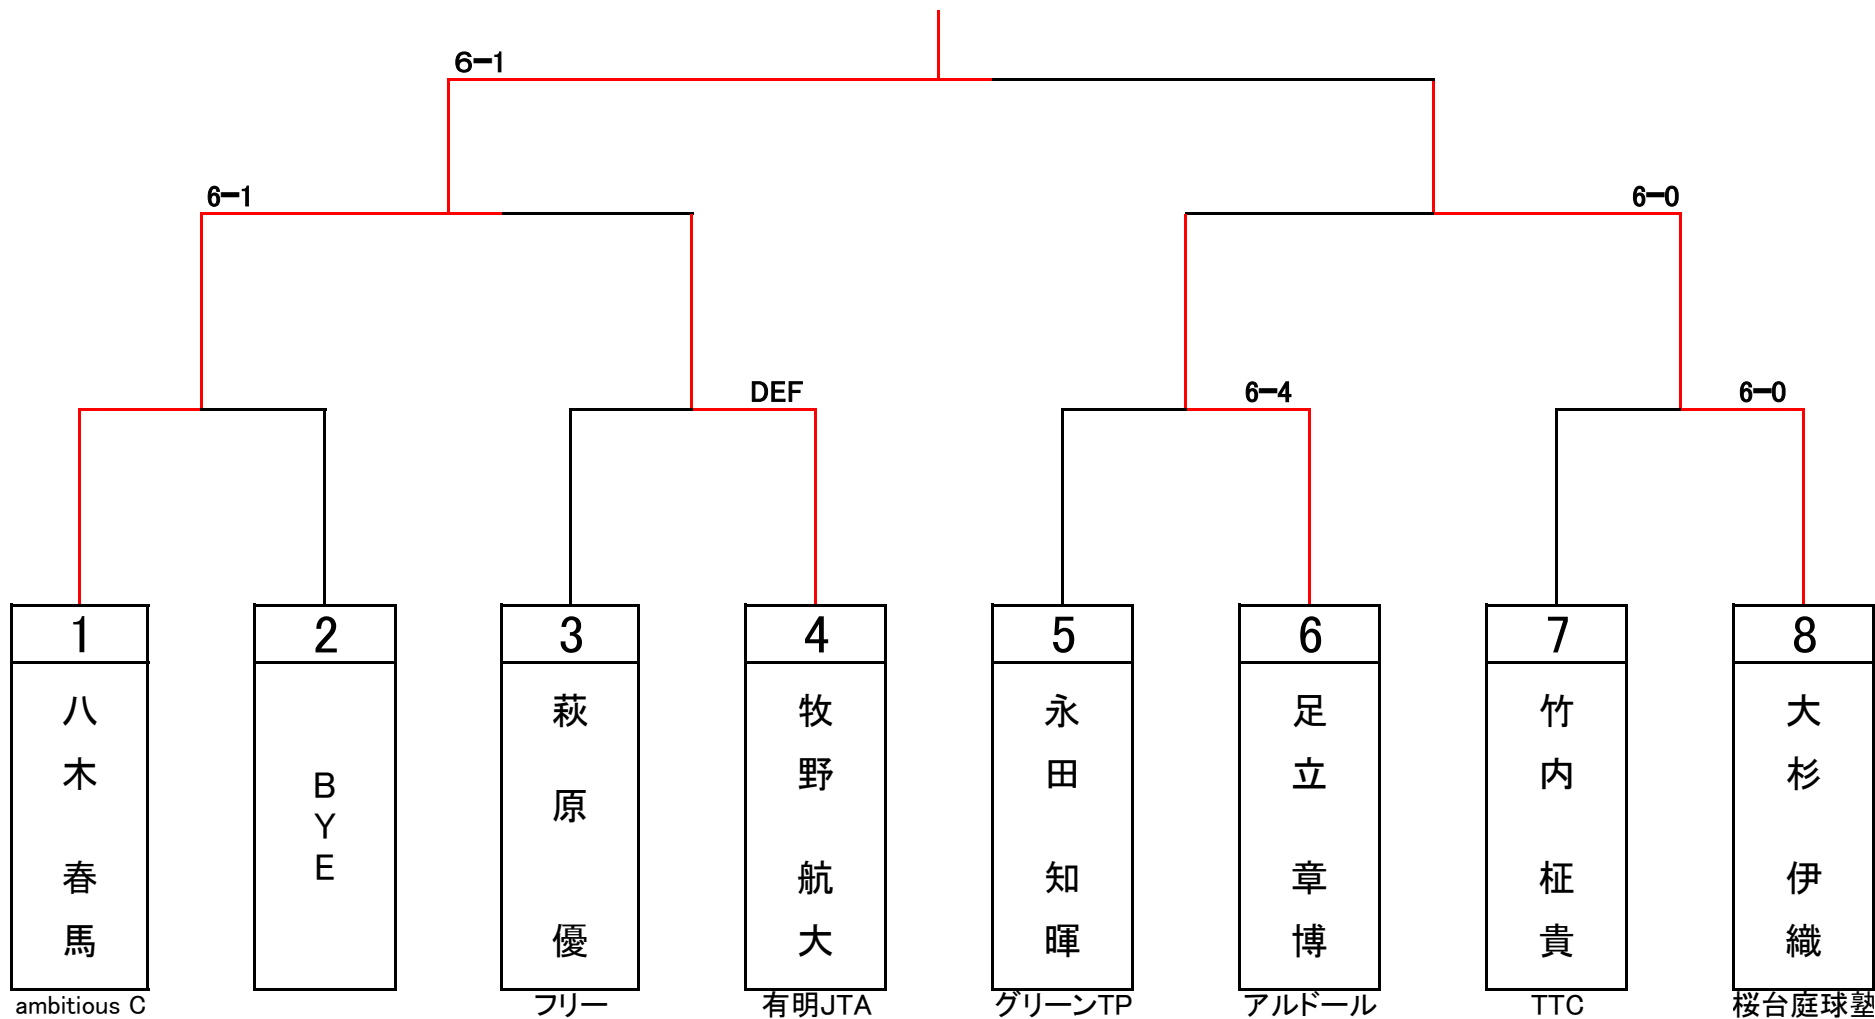 6-1
6-1
6-0
DEF
6-4
6-0
1
2
3
4
5
6
7
8
八木 春馬
BYE
萩原 優
牧野 航大
永田 知暉
足立 章博
竹内 柾貴
大杉 伊織
ambitious C
フリー
有明JTA
グリーンTP
アルドール
TTC
桜台庭球塾